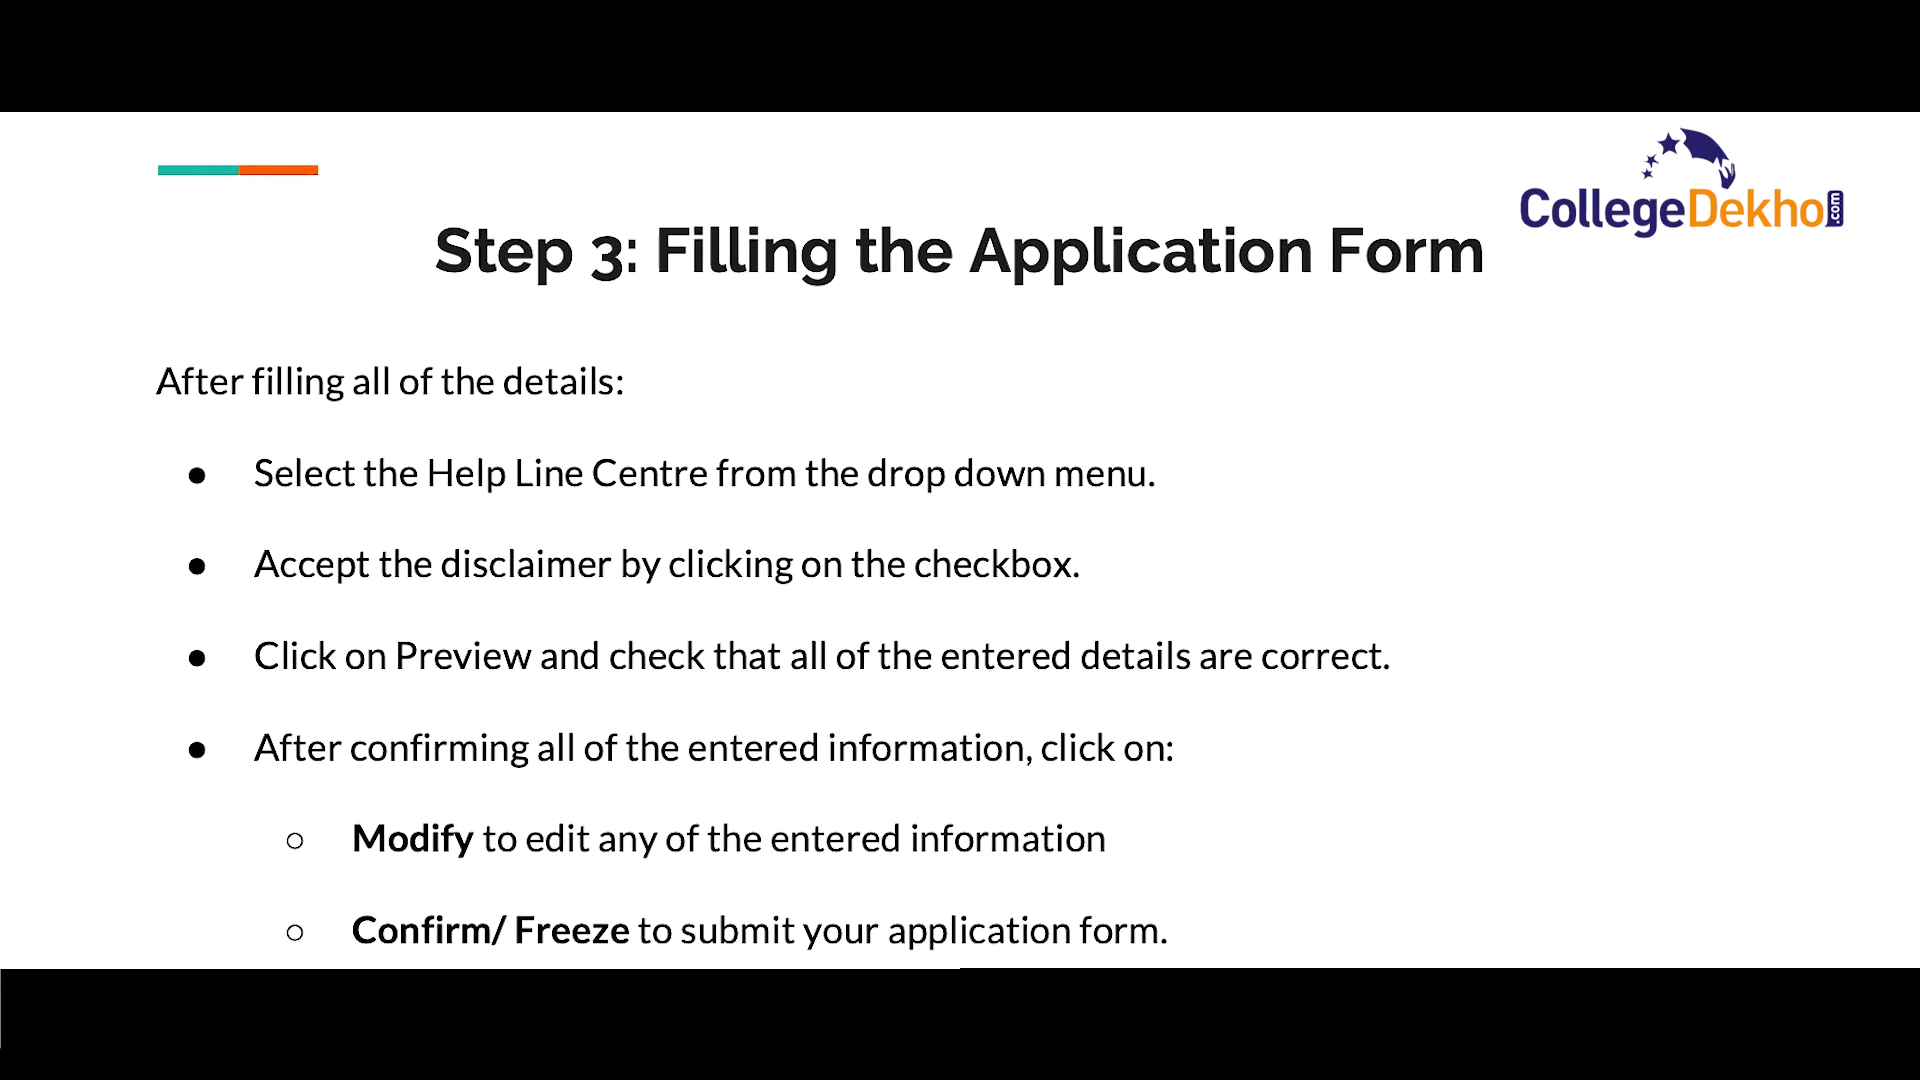 CollegeDekho.com
Step 3: Filling the Application Form
After filling all of the details:
● Select the Help Line Centre from the drop down menu.
● Accept the disclaimer by clicking on the checkbox.
● Click on Preview and check that all of the entered details are correct.
● After confirming all of the entered information, click on:
○ Modify to edit any of the entered information
○ Confirm/ Freeze to submit your application form.